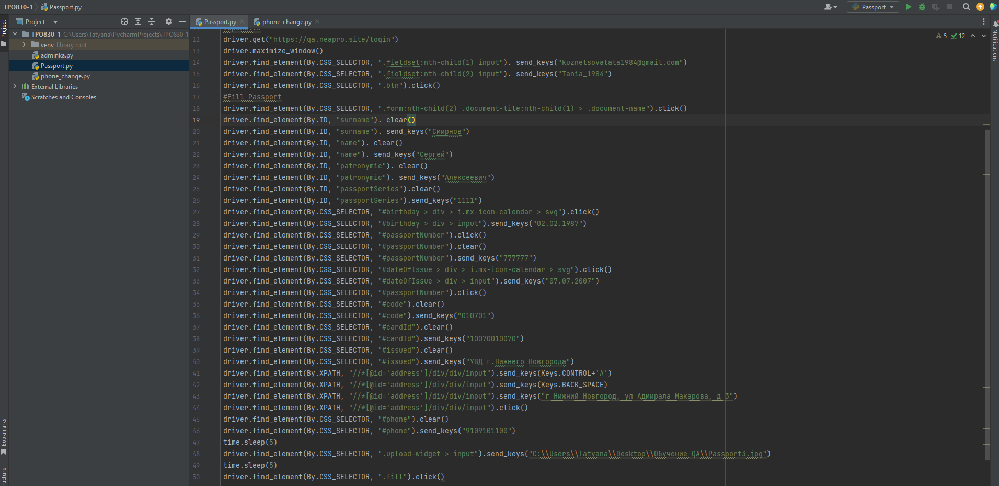 TPO830-1 Passport.py
Passport
Project
Project
Passport.py
phone_change.py
TPO830-1 C:\Users\Tatyana\PycharmProjects\TPO830-1
venv library root
adminka.py
Passport.py
phone_change.py
External Libraries
Scratches and Consoles
5 12
Notifications
11 #OpenSite
12 driver.get("https://qa.neapro.site/login")
13 driver.maximize_window()
14 driver.find_element(By.CSS_SELECTOR, ".fieldset:nth-child(1) input"). send_keys("kuznetsovatata1984@gmail.com")
15 driver.find_element(By.CSS_SELECTOR, ".fieldset:nth-child(2) input"). send_keys("Tania_1984")
16 driver.find_element(By.CSS_SELECTOR, ".btn").click()
17 #Fill Passport
18 driver.find_element(By.CSS_SELECTOR, ".form:nth-child(2) .document-tile:nth-child(1) > .document-name").click()
19 driver.find_element(By.ID, "surname"). clear()
20 driver.find_element(By.ID, "surname"). send_keys("Смирнов")
21 driver.find_element(By.ID, "name"). clear()
22 driver.find_element(By.ID, "name"). send_keys("Сергей")
23 driver.find_element(By.ID, "patronymic"). clear()
24 driver.find_element(By.ID, "patronymic"). send_keys("Алексеевич")
25 driver.find_element(By.ID, "passportSeries").clear()
26 driver.find_element(By.ID, "passportSeries").send_keys("1111")
27 driver.find_element(By.CSS_SELECTOR, "#birthday > div > i.mx-icon-calendar > svg").click()
28 driver.find_element(By.CSS_SELECTOR, "#birthday > div > input").send_keys("02.02.1987")
29 driver.find_element(By.CSS_SELECTOR, "#passportNumber").click()
30 driver.find_element(By.CSS_SELECTOR, "#passportNumber").clear()
31 driver.find_element(By.CSS_SELECTOR, "#passportNumber").send_keys("777777")
32 driver.find_element(By.CSS_SELECTOR, "#dateOfIssue > div > i.mx-icon-calendar > svg").click()
33 driver.find_element(By.CSS_SELECTOR, "#dateOfIssue > div > input").send_keys("07.07.2007")
34 driver.find_element(By.CSS_SELECTOR, "#passportNumber").click()
35 driver.find_element(By.CSS_SELECTOR, "#code").clear()
36 driver.find_element(By.CSS_SELECTOR, "#code").send_keys("010701")
37 driver.find_element(By.CSS_SELECTOR, "#cardId").clear()
38 driver.find_element(By.CSS_SELECTOR, "#cardId").send_keys("10070010070")
39 driver.find_element(By.CSS_SELECTOR, "#issued").clear()
40 driver.find_element(By.CSS_SELECTOR, "#issued").send_keys("УВД г.Нижнего Новгорода")
41 driver.find_element(By.XPATH, "//*[@id='address']/div/div/input").send_keys(Keys.CONTROL+'A')
42 driver.find_element(By.XPATH, "//*[@id='address']/div/div/input").send_keys(Keys.BACK_SPACE)
43 driver.find_element(By.XPATH, "//*[@id='address']/div/div/input").send_keys("г Нижний Новгород, ул Адмирала Макарова, д 3")
44 driver.find_element(By.XPATH, "//*[@id='address']/div/div/input").click()
45 driver.find_element(By.CSS_SELECTOR, "#phone").clear()
46 driver.find_element(By.CSS_SELECTOR, "#phone").send_keys("9109101100")
47 time.sleep(5)
48 driver.find_element(By.CSS_SELECTOR, ".upload-widget > input").send_keys("C:\\Users\\Tatyana\\Desktop\\Обучение QA\\Passport3.jpg")
49 time.sleep(5)
50 driver.find_element(By.CSS_SELECTOR, ".fill").click()
Bookmarks
ructure